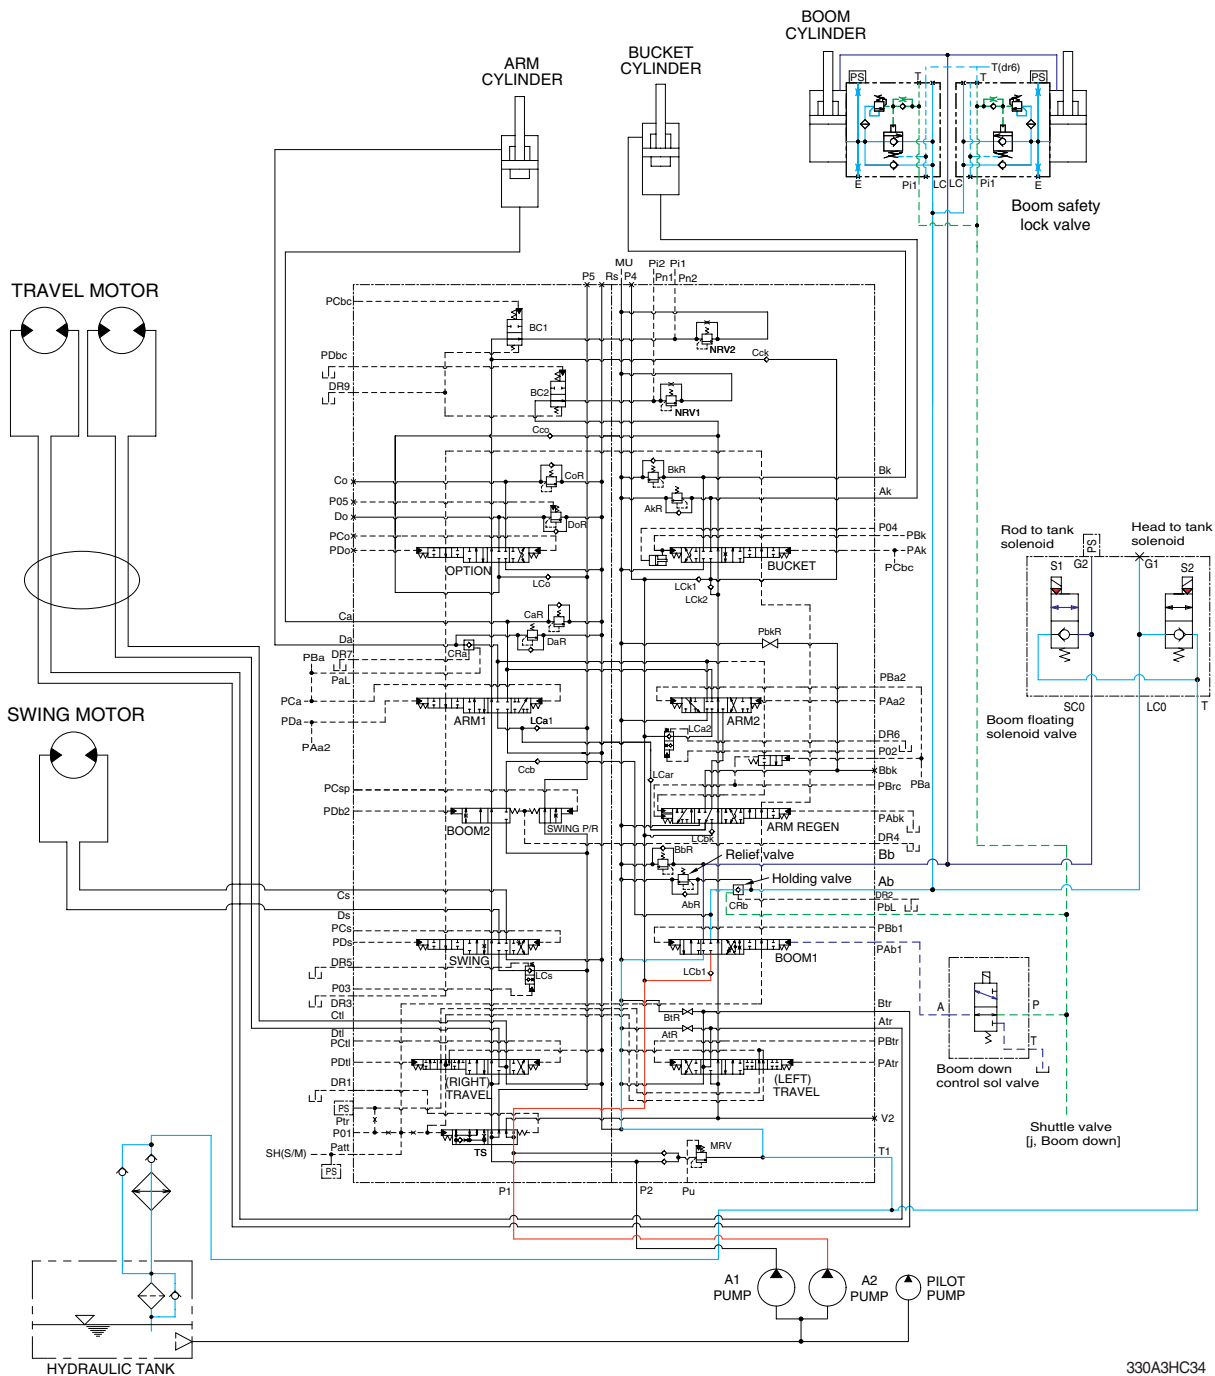 BOOM
CYLINDER
BUCKET
CYLINDER
ARM
CYLINDER
PS
T
T(dr6)
T
PS
E
Pi1
LC
LC
Pi1
E
Boom safety
lock valve
TRAVEL MOTOR
P5
Rs
MU
P4
Pi2
Pi1
Pn1
Pn2
PCbc
BC1
NRV2
Cck
PDbc
DR9
BC2
NRV1
Cco
Co
CoR
BkR
Bk
P05
AkR
Ak
Do
DoR
PCo
P04
PBk
PDo
PAk
PCbc
OPTION
BUCKET
LCo
LCk1
LCk2
Rod to tank
solenoid
PS
Head to tank
solenoid
S1
G2
G1
S2
Ca
CaR
Da
DaR
PbkR
DR7
CRa
PBa
PaL
PBa2
PCa
PAa2
ARM1
ARM2
PDa
LCa1
LCa2
PAa2
DR6
P02
SC0
LC0
T
Boom floating
solenoid valve
SWING MOTOR
Ccb
LCar
Bbk
PBa
PCsp
PBrc
PDb2
PAbk
BOOM2
SWING P/R
ARM REGEN
LCbk
DR4
BbR
Relief valve
Bb
Holding valve
Ab
Cs
AbR
CRb
DR2
PbL
Ds
PCs
PBb1
PDs
PAb1
SWING
BOOM1
DR5
LCs
LCb1
P03
DR3
Btr
A
P
T
Ctl
BtR
Atr
Dtl
AtR
PCtl
PBtr
PDtl
PAtr
Boom down
control sol valve
(RIGHT)
TRAVEL
(LEFT)
TRAVEL
DR1
PS
Ptr
V2
P01
TS
MRV
Patt
T1
SH(S/M)
PS
Shuttle valve
[j, Boom down]
P1
P2
Pu
A1
PUMP
A2
PUMP
PILOT
PUMP
HYDRAULIC TANK
330A3HC34